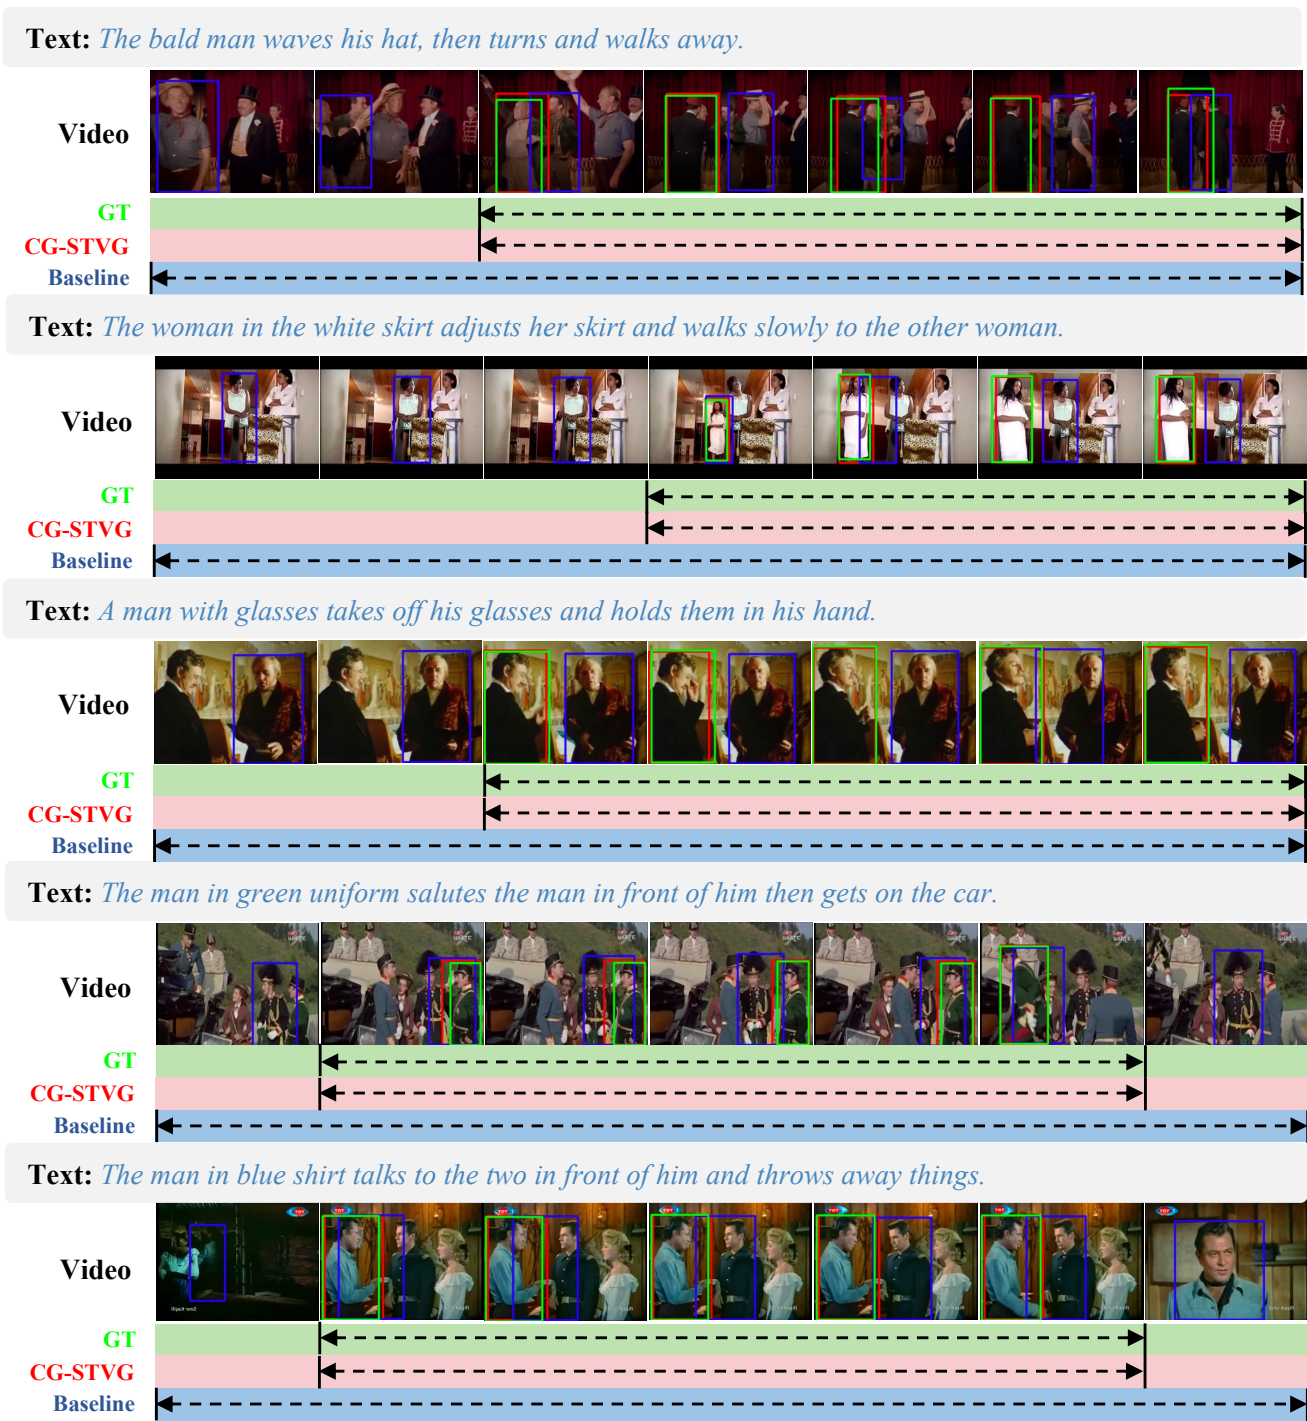 Text: The bald man waves his hat, then turns and walks away.
Video
GT
CG-STVG
Baseline
Text: The woman in the white skirt adjusts her skirt and walks slowly to the other woman.
Video
GT
CG-STVG
Baseline
Text: A man with glasses takes off his glasses and holds them in his hand.
Video
GT
CG-STVG
Baseline
Text: The man in green uniform salutes the man in front of him then gets on the car.
Video
GT
CG-STVG
Baseline
Text: The man in blue shirt talks to the two in front of him and throws away things.
Video
GT
CG-STVG
Baseline